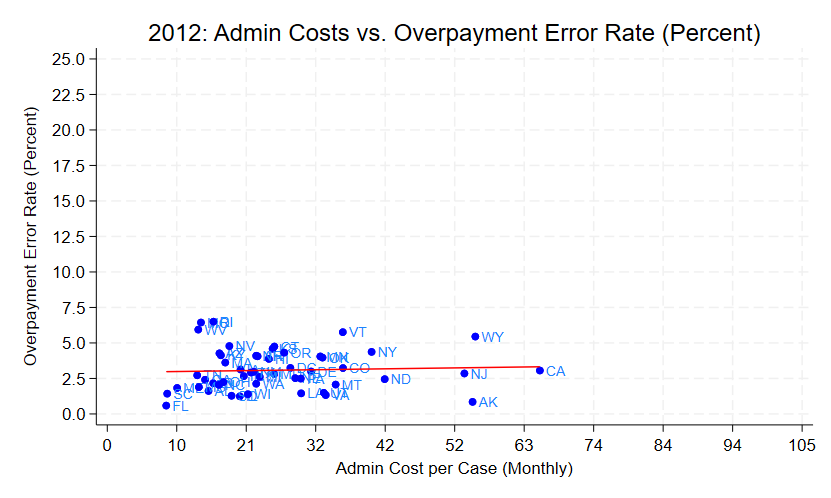 2012: Admin Costs vs. Overpayment Error Rate (Percent)
25.0
22.5
20.0
17.5
15.0
12.5
10.0
7.5
5.0
2.5
0.0
Overpayment Error Rate (Percent)
RI
WV
VT
WY
NV
CT
OR
NY
MA
DC
DE
CO
CA
NJ
ND
WA
MT
SC
WI
LA
VA
AK
FL
0 10 21 32 42 52 63 74 84 94 105
Admin Cost per Case (Monthly)